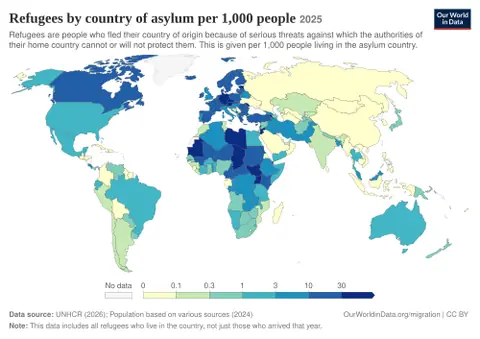 Refugees by country of asylum per 1,000 people 2025
Our World
in Data
Refugees are people who fled their country of origin because of serious threats against which the authorities of
their home country cannot or will not protect them. This is given per 1,000 people living in the asylum country.
No data
0
0.1
0.3
1
3
10
30
Data source: UNHCR (2026); Population based on various sources (2024)
OurWorldinData.org/migration | CC BY
Note: This data includes all refugees who live in the country, not just those who arrived that year.